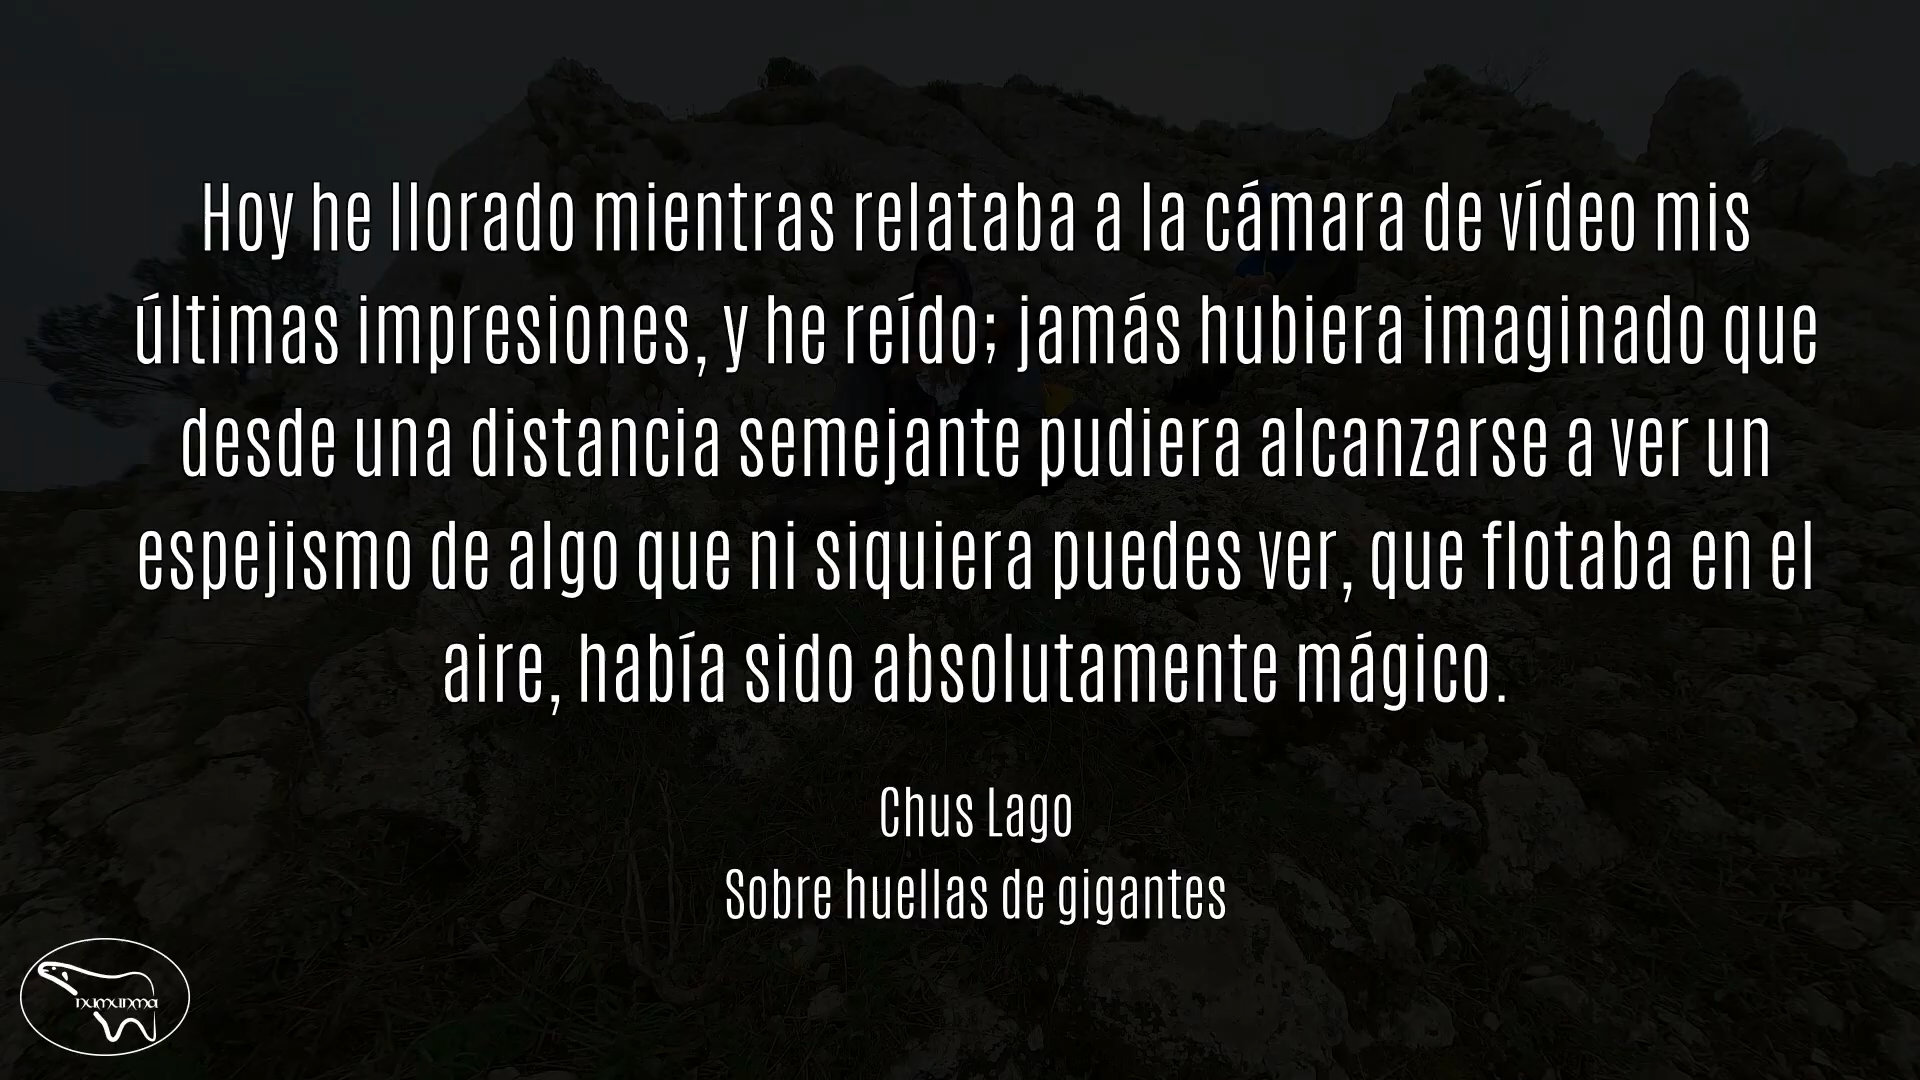 Hoy he llorado mientras relataba a la cámara de vídeo mis
últimas impresiones, y he reído; jamás hubiera imaginado que
desde una distancia semejante pudiera alcanzarse a ver un
espejismo de algo que ni siquiera puedes ver, que flotaba en el
aire, había sido absolutamente mágico.
Chus Lago
Sobre huellas de gigantes
numunma